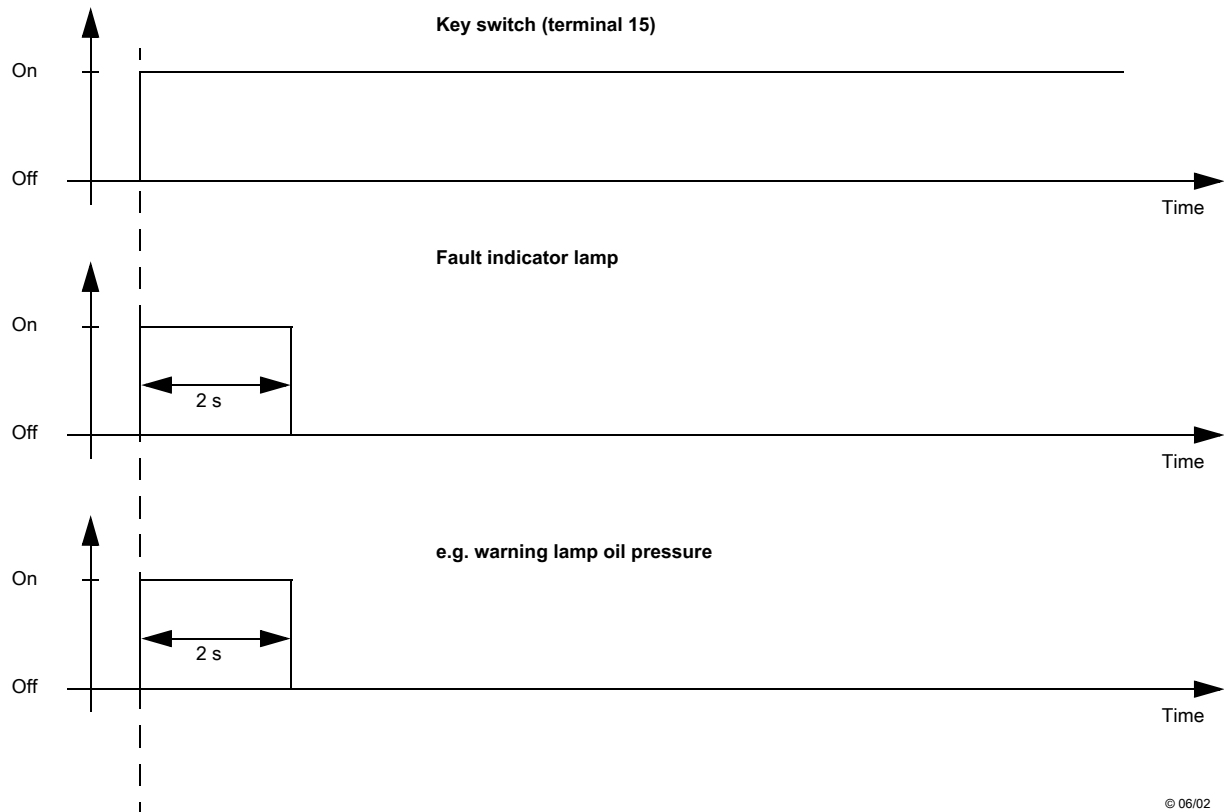 Key switch (terminal 15)
On
Off
Time
Fault indicator lamp
On
2 s
Off
Time
e.g. warning lamp oil pressure
On
2 s
Off
Time
© 06/02